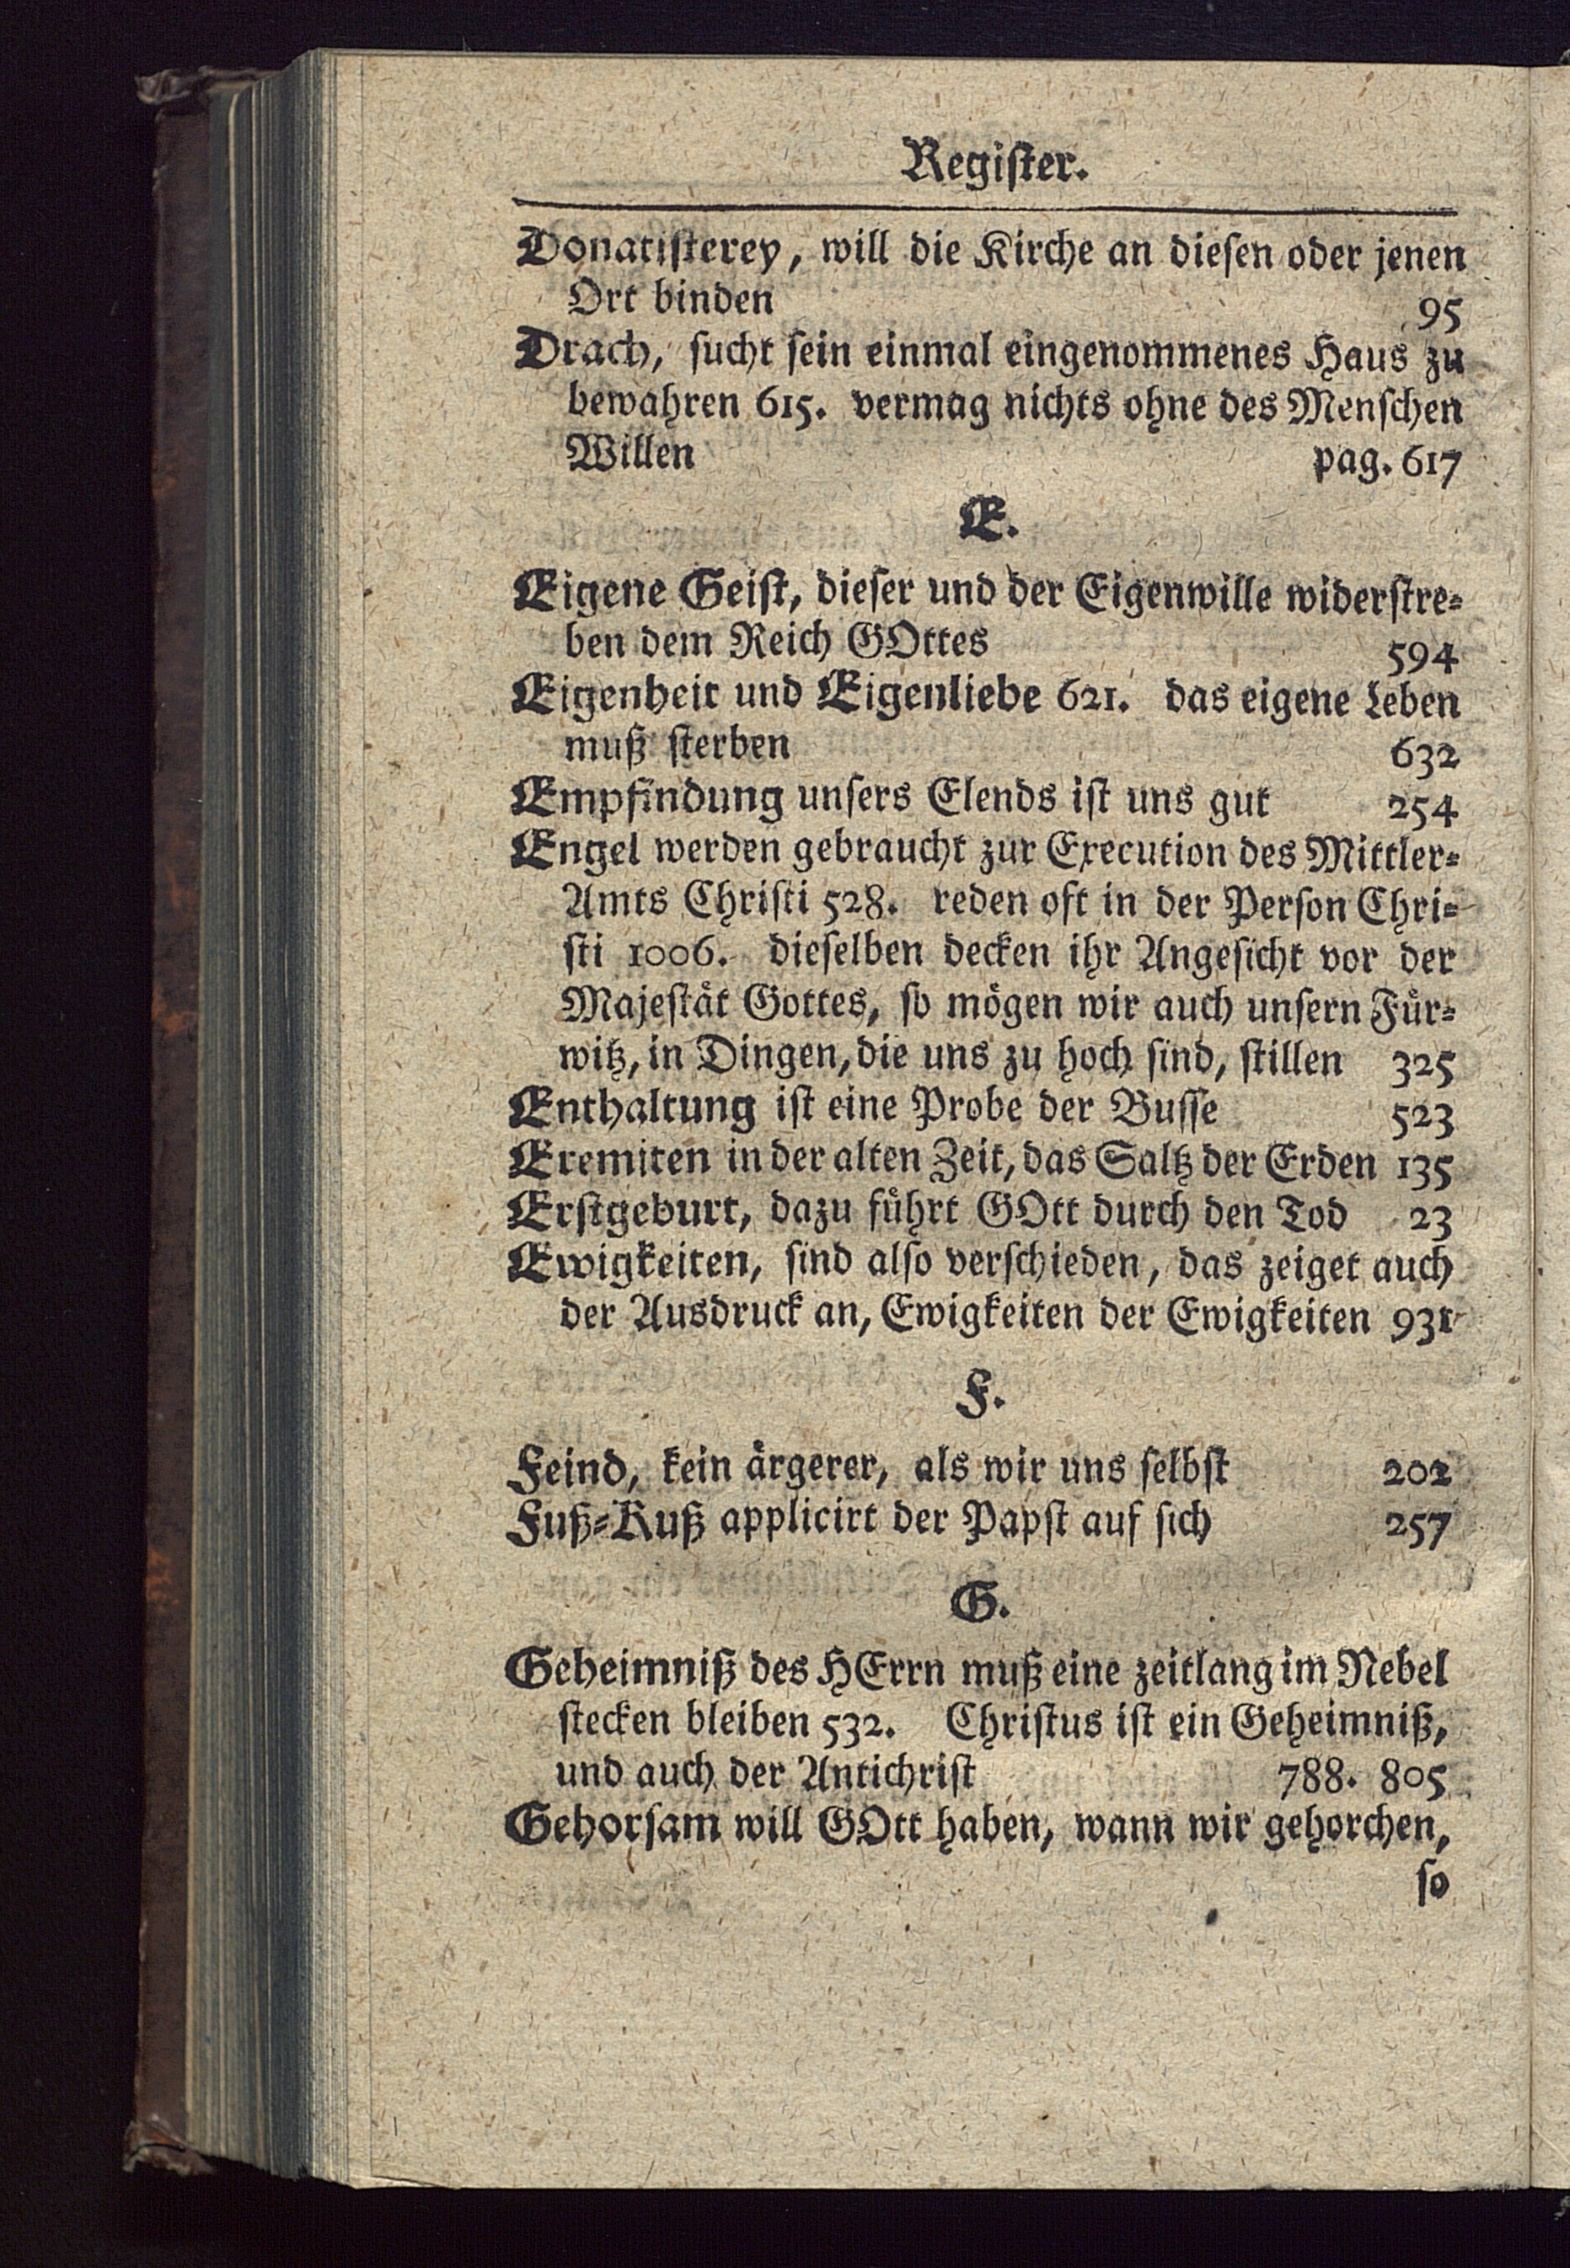 Regiſter.
Donatiſterey, will die Kirche an dieſen oder jenen
Ort binden 95
Drach, ſucht ſein einmal eingenommenes Haus zu
bewahren 615. vermag nichts ohne des Menſchen
Willen pag. 617
E.
Eigene Geiſt, dieſer und der Eigenwille widerſtre⸗
ben dem Reich GOttes 594
Eigenheit und Eigenliebe 621. das eigene Leben
muß ſterben 632
Empfindung unſers Elends iſt uns gut 254
Engel werden gebraucht zur Execution des Mittler⸗
Amts Chriſti 528. reden oft in der Perſon Chri⸗
ſti 1006. dieſelben decken ihr Angeſicht vor der
Majeſtät Gottes, ſo mögen wir auch unſern Für⸗
witz, in Dingen, die uns zu hoch ſind, ſtillen 325
Enthaltung iſt eine Probe der Buſſe 523
Eremiten in der alten Zeit, das Saltz der Erden 135
Erſtgeburt, dazu führt GOtt durch den Tod 23
Ewigkeiten, ſind alſo verſchieden, das zeiget auch
der Ausdruck an, Ewigkeiten der Ewigkeiten 931
F.
Feind, kein ärgerer, als wir uns ſelbſt 202
Fuß⸗Kuß applicirt der Papſt auf ſich 257
G.
Geheimniß des HErrn muß eine zeitlang im Nebel
ſtecken bleiben 532. Chriſtus iſt ein Geheimniß,
und auch der Antichriſt 788. 805
Gehorſam will GOtt haben, wann wir gehorchen,
ſo